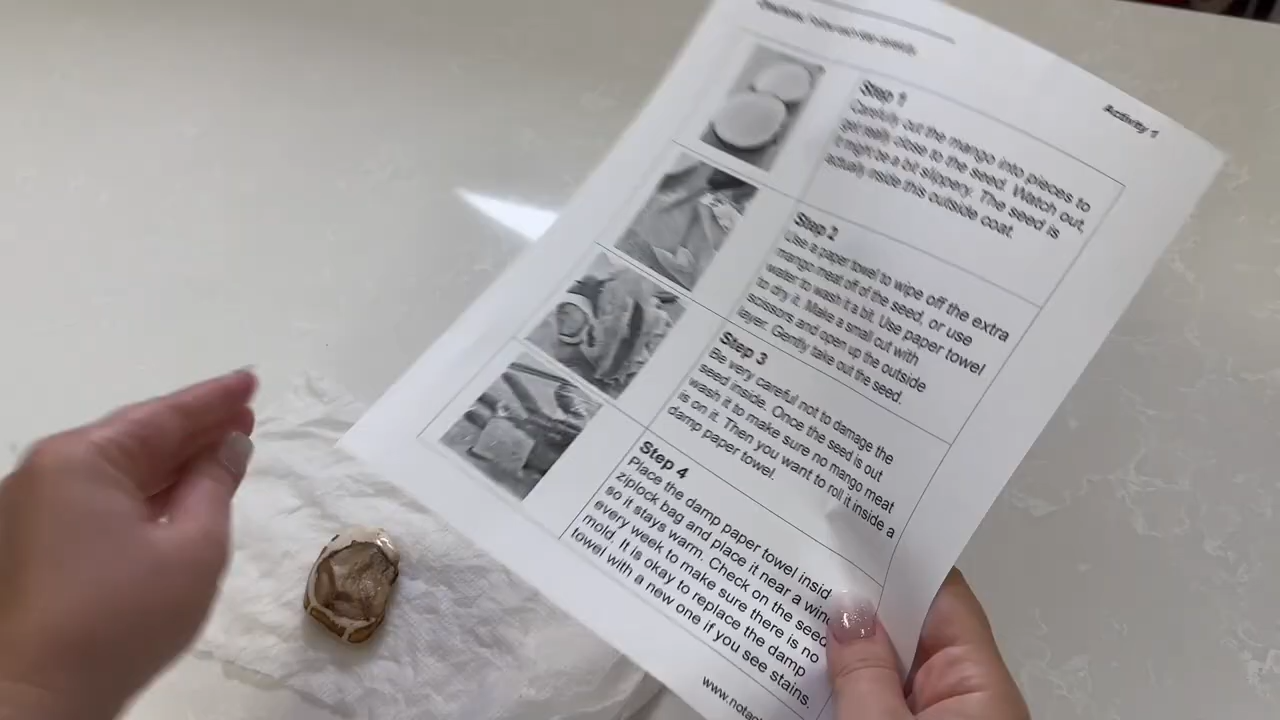 Directions: Follow each step carefully.
Activity 1
Step 1
Carefully cut the mango into pieces to
get really close to the seed. Watch out,
it might be a bit slippery. The seed is
actually inside this outside coat.
Step 2
Use a paper towel to wipe off the extra
mango meat off of the seed, or use
water to wash it a bit. Use paper towel
to dry it. Make a small cut with
scissors and open up the outside
layer. Gently take out the seed.
Step 3
Be very careful not to damage the
seed inside. Once the seed is out
wash it to make sure no mango meat
is on it. Then you want to roll it inside a
damp paper towel.
Step 4
Place the damp paper towel insid
ziplock bag and place it near a win
so it stays warm. Check on the seed
every week to make sure there is no
mold. It is okay to replace the damp
towel with a new one if you see stains.